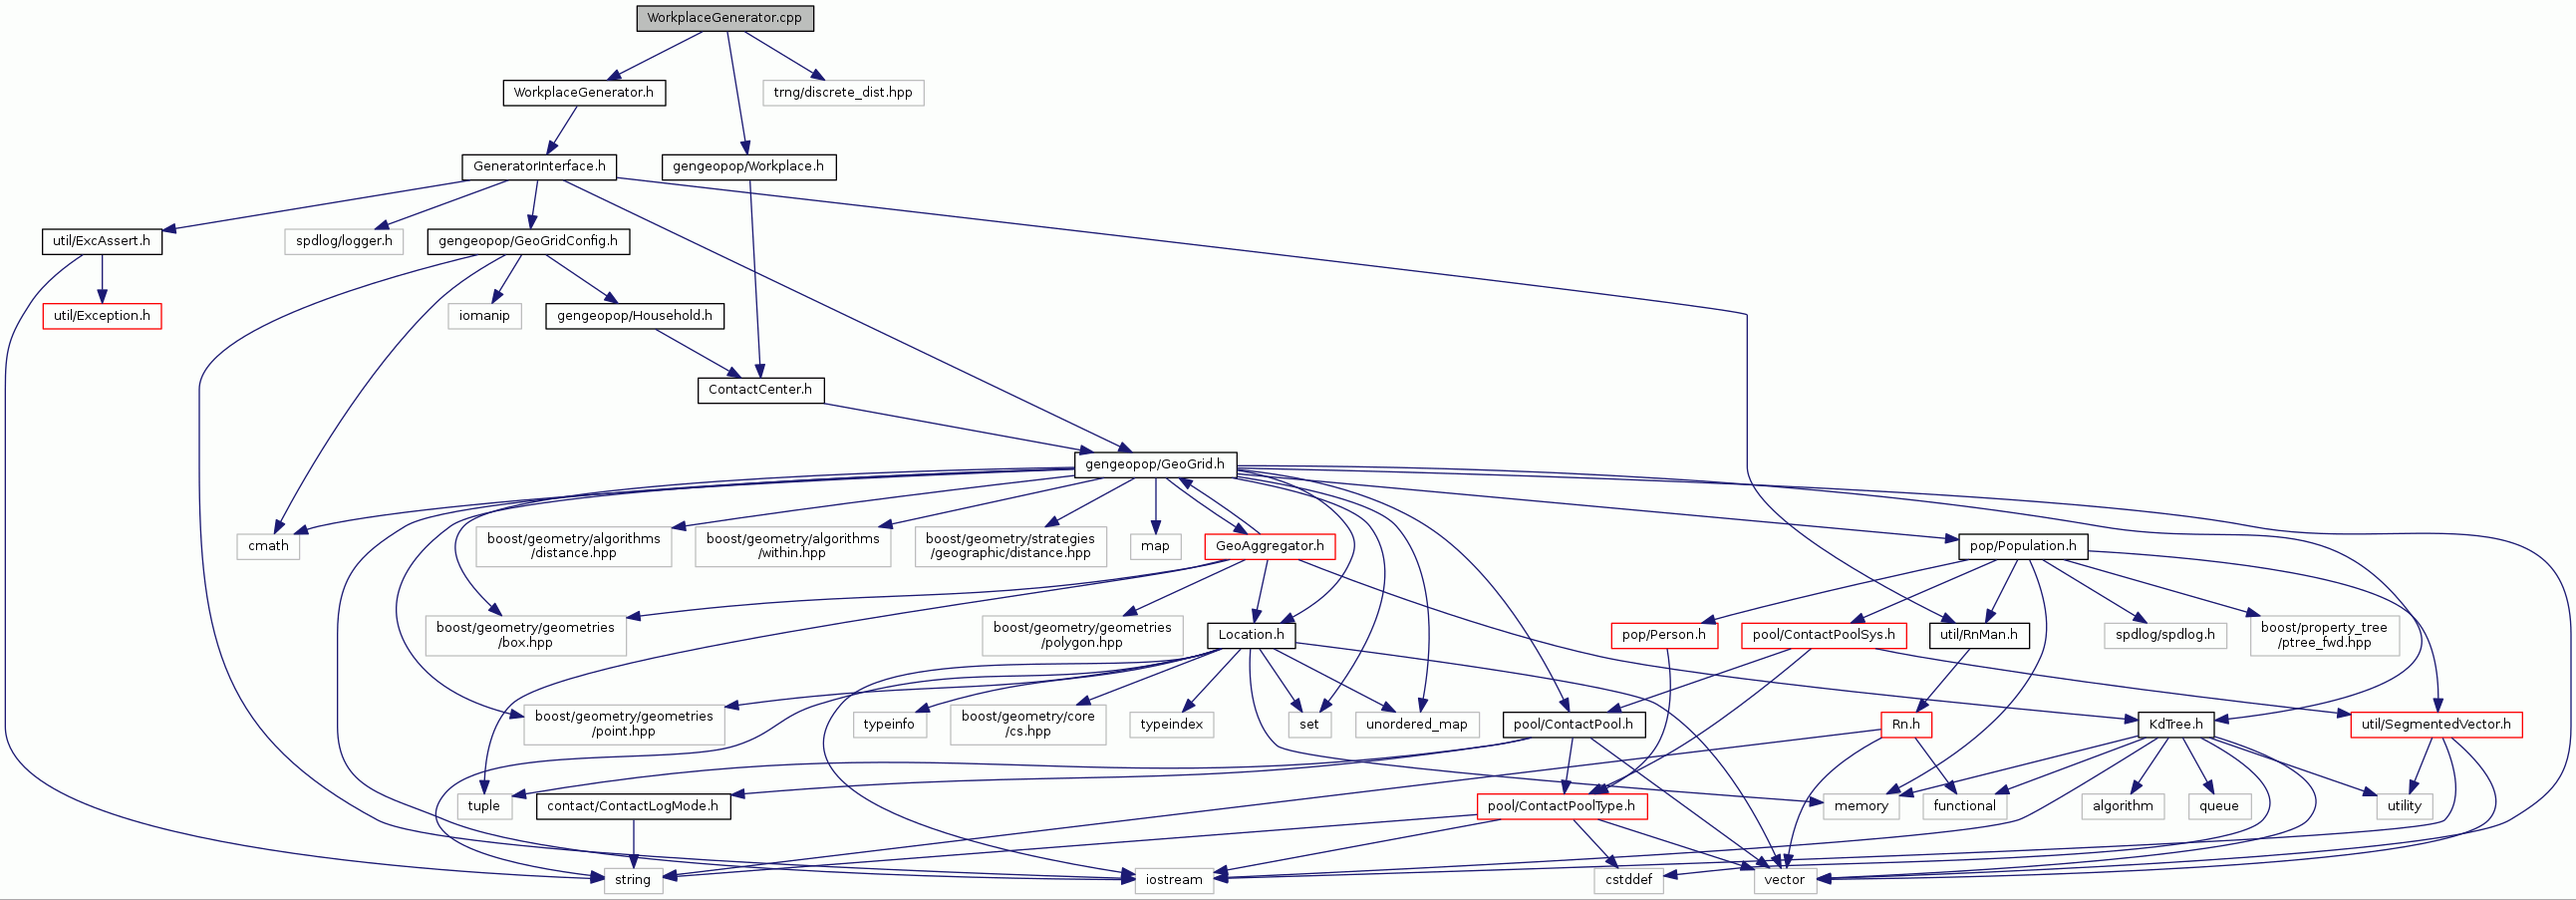 WorkplaceGenerator.cpp
WorkplaceGenerator.h
trng/discrete_dist.hpp
GeneratorInterface.h
gengeopop/Workplace.h
util/ExcAssert.h
spdlog/logger.h
gengeopop/GeoGridConfig.h
util/Exception.h
iomanip
gengeopop/Household.h
ContactCenter.h
gengeopop/GeoGrid.h
cmath
boost/geometry/algorithms
/distance.hpp
boost/geometry/algorithms
/within.hpp
boost/geometry/strategies
/geographic/distance.hpp
map
GeoAggregator.h
pop/Population.h
boost/geometry/geometries
/box.hpp
boost/geometry/geometries
/polygon.hpp
Location.h
pop/Person.h
pool/ContactPoolSys.h
util/RnMan.h
spdlog/spdlog.h
boost/property_tree
/ptree_fwd.hpp
boost/geometry/geometries
/point.hpp
typeinfo
boost/geometry/core
/cs.hpp
typeindex
set
unordered_map
pool/ContactPool.h
Rn.h
KdTree.h
util/SegmentedVector.h
tuple
contact/ContactLogMode.h
pool/ContactPoolType.h
memory
functional
algorithm
queue
utility
string
iostream
cstddef
vector